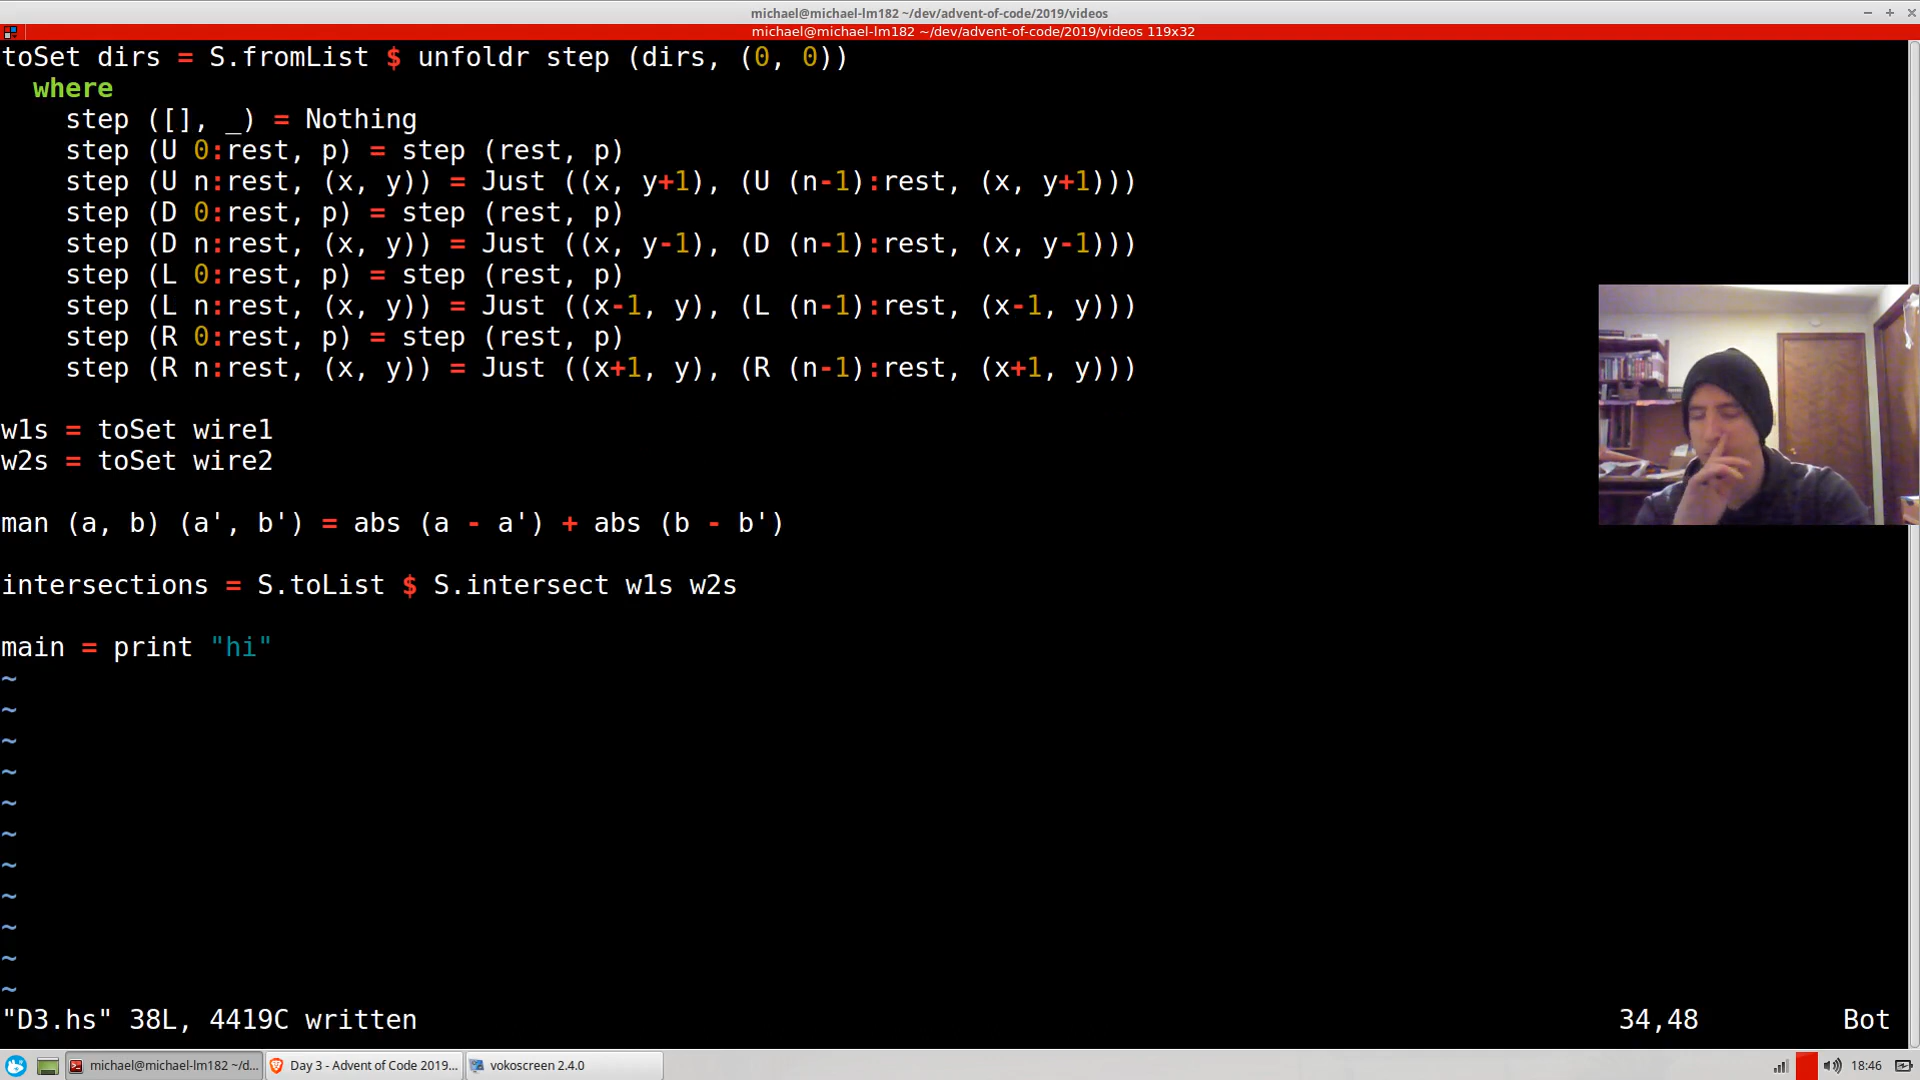 michael@michael-lm182 ~/dev/advent-of-code/2019/videos
michael@michael-lm182 ~/dev/advent-of-code/2019/videos 119x32
toSet dirs = S.fromList $ unfoldr step (dirs, (0, 0))
  where
    step ([], _) = Nothing
    step (U 0:rest, p) = step (rest, p)
    step (U n:rest, (x, y)) = Just ((x, y+1), (U (n-1):rest, (x, y+1)))
    step (D 0:rest, p) = step (rest, p)
    step (D n:rest, (x, y)) = Just ((x, y-1), (D (n-1):rest, (x, y-1)))
    step (L 0:rest, p) = step (rest, p)
    step (L n:rest, (x, y)) = Just ((x-1, y), (L (n-1):rest, (x-1, y)))
    step (R 0:rest, p) = step (rest, p)
    step (R n:rest, (x, y)) = Just ((x+1, y), (R (n-1):rest, (x+1, y)))
w1s = toSet wire1
w2s = toSet wire2
man (a, b) (a', b') = abs (a - a') + abs (b - b')
intersections = S.toList $ S.intersect w1s w2s
main = print "hi"
~
~
~
~
~
~
~
~
~
~
~
"D3.hs" 38L, 4419C written 34,48 Bot
michael@michael-lm182 ~/d... Day 3 - Advent of Code 2019... vokoscreen 2.4.0 18:46